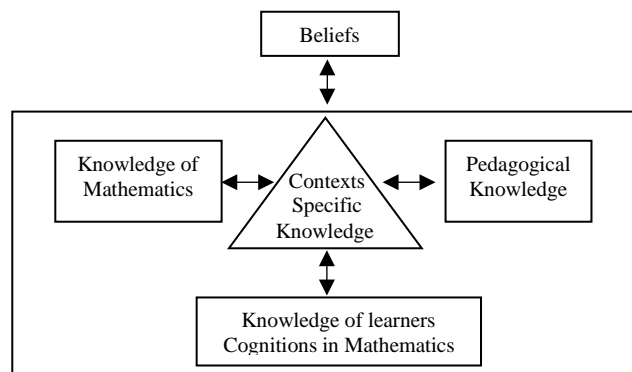 Beliefs
Knowledge of
Mathematics
Contexts
Specific
Knowledge
Pedagogical
Knowledge
Knowledge of learners
Cognitions in Mathematics